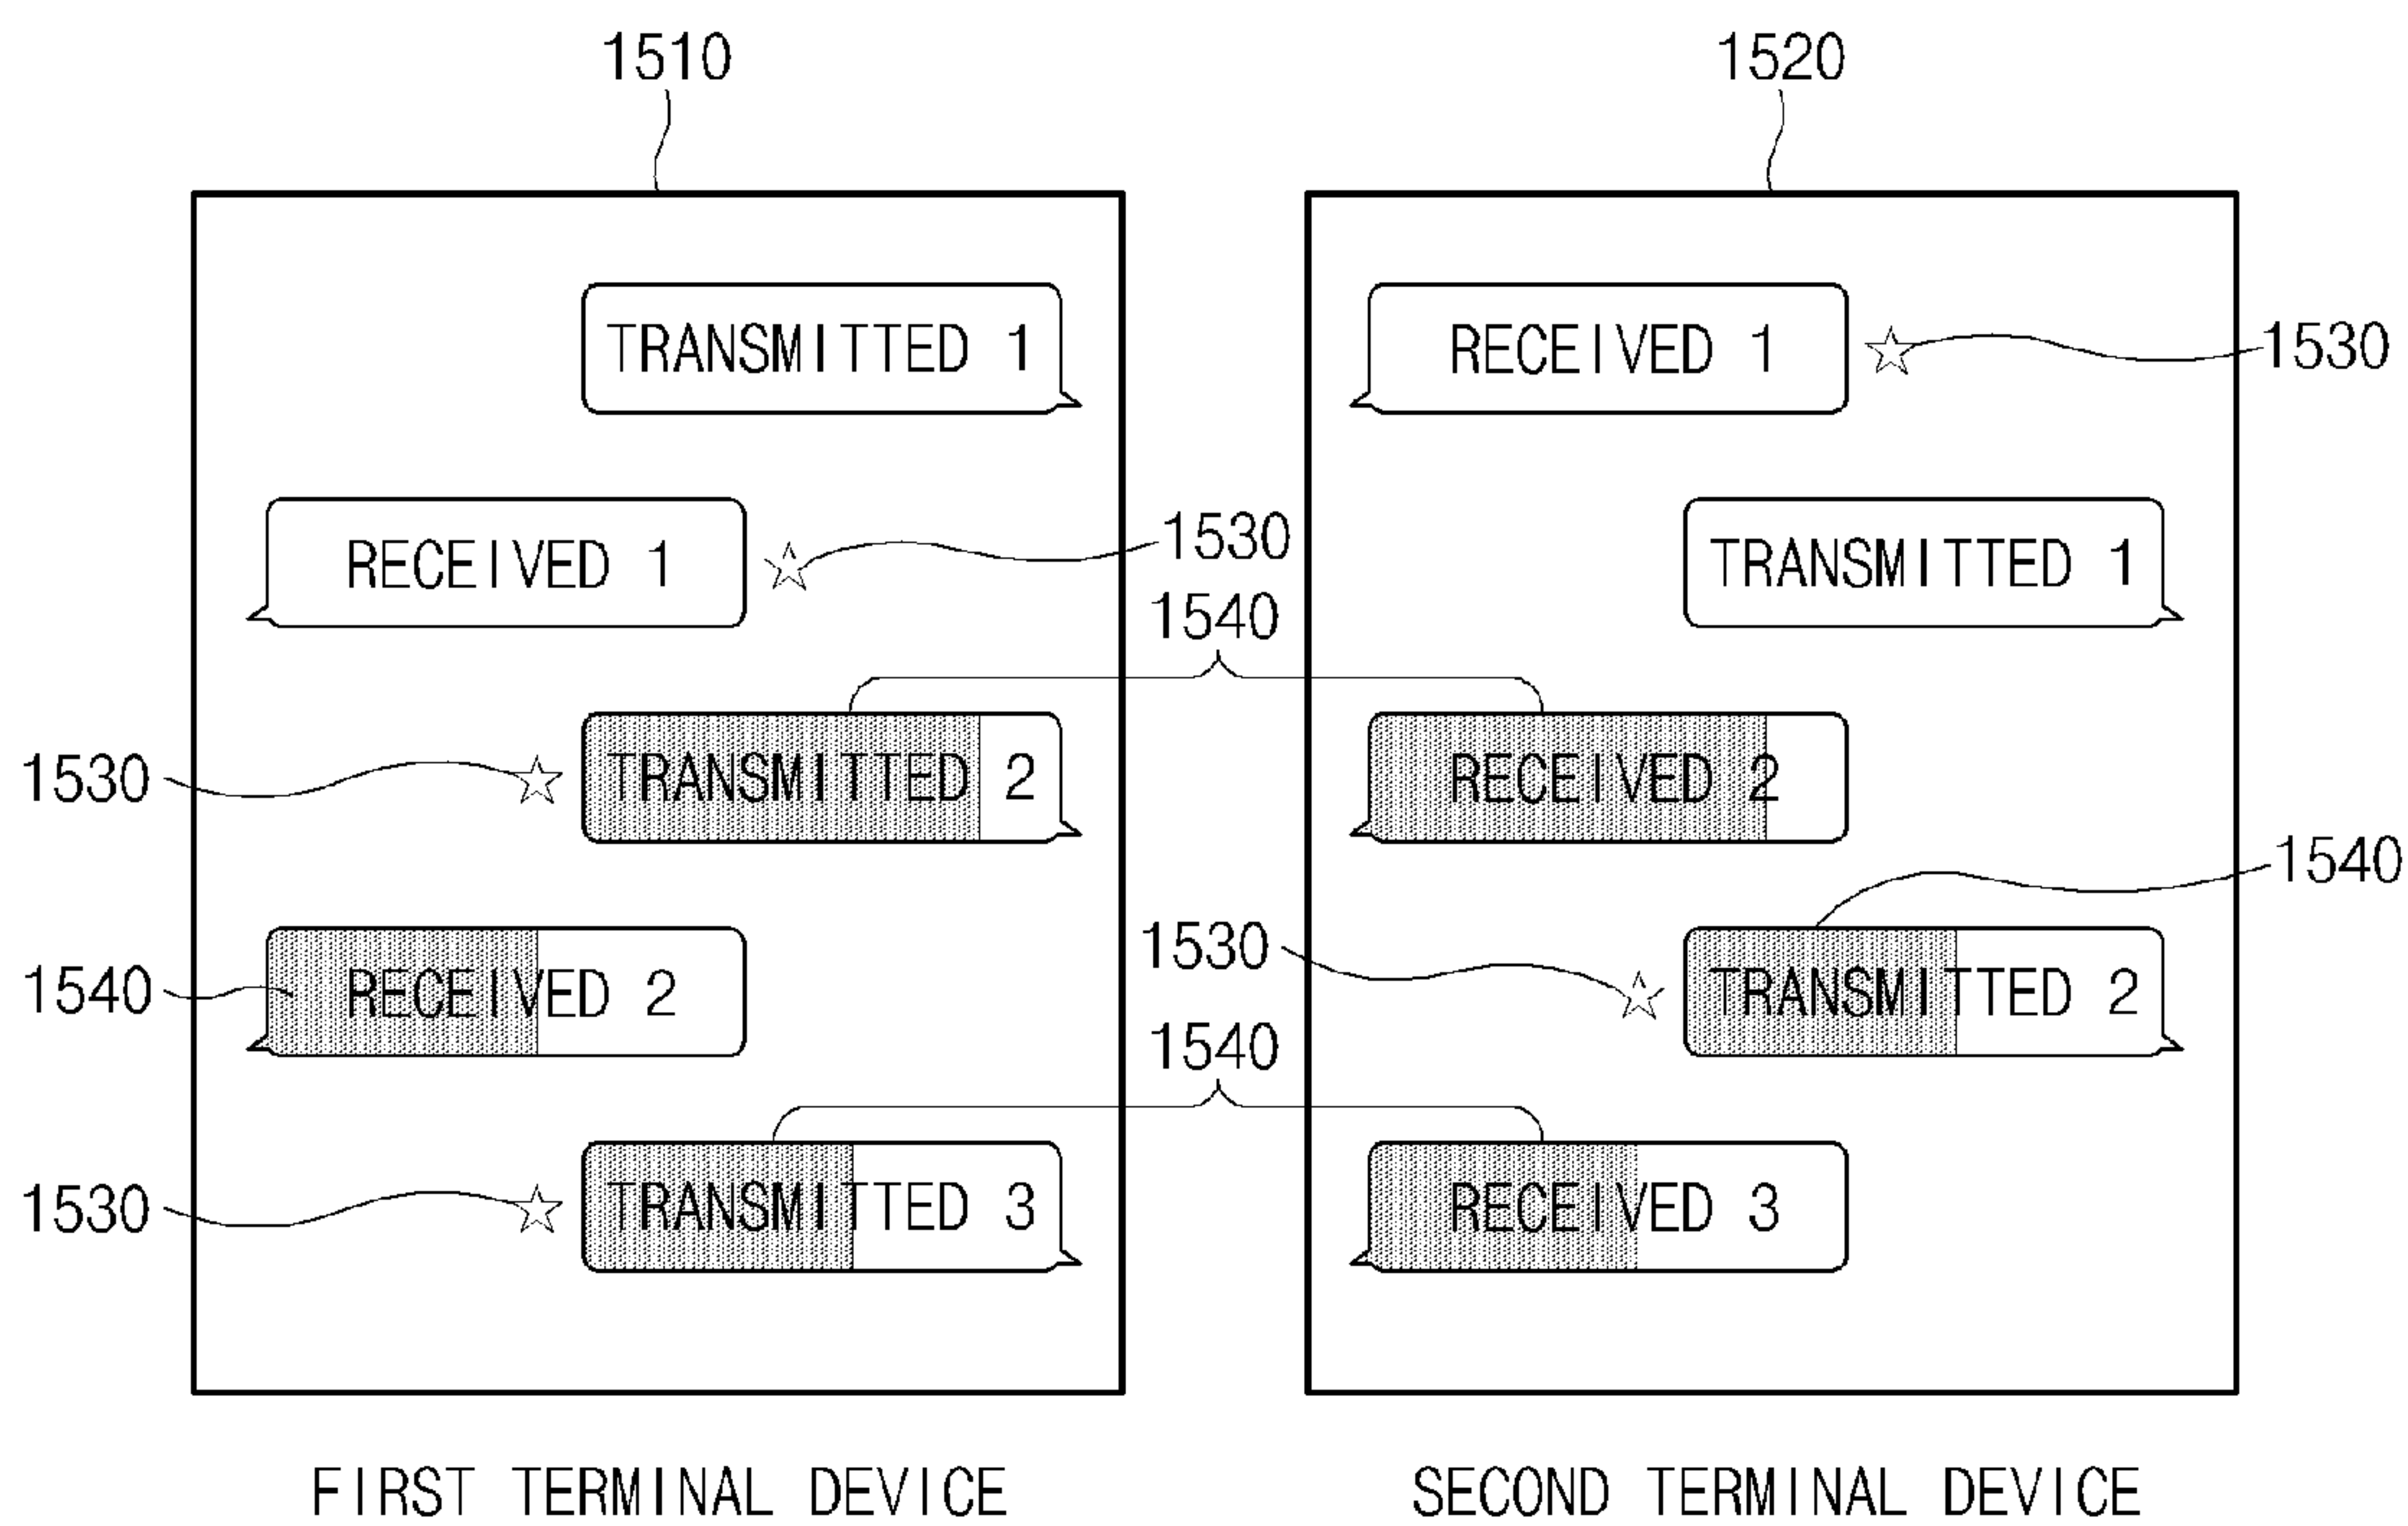 1510
1520
TRANSMITTED 1
RECEIVED 1
1530
RECEIVED 1
1530
TRANSMITTED 1
1540
1530
TRANSMITTED 2
RECEIVED 2
1540
1540
RECEIVED 2
1530
TRANSMITTED 2
1540
1530
TRANSMITTED 3
RECEIVED 3
FIRST TERMINAL DEVICE
SECOND TERMINAL DEVICE